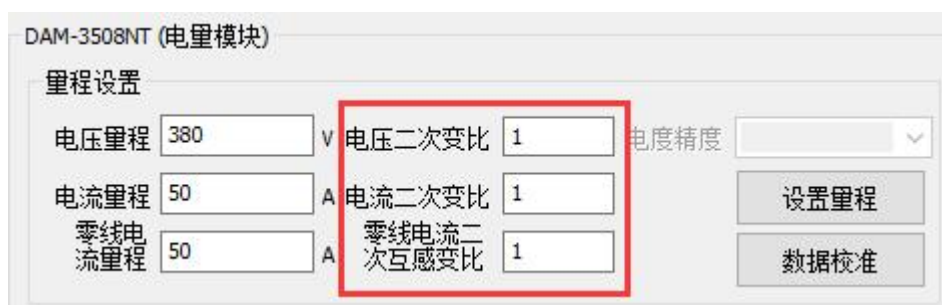 DAM-3508NT (电量模块)
量程设置
电压量程 380 V 电压二次变比 1 电度精度
电流量程 50 A 电流二次变比 1 设置量程
零线电流量程 50 A 零线电流二次互感变比 1 数据校准